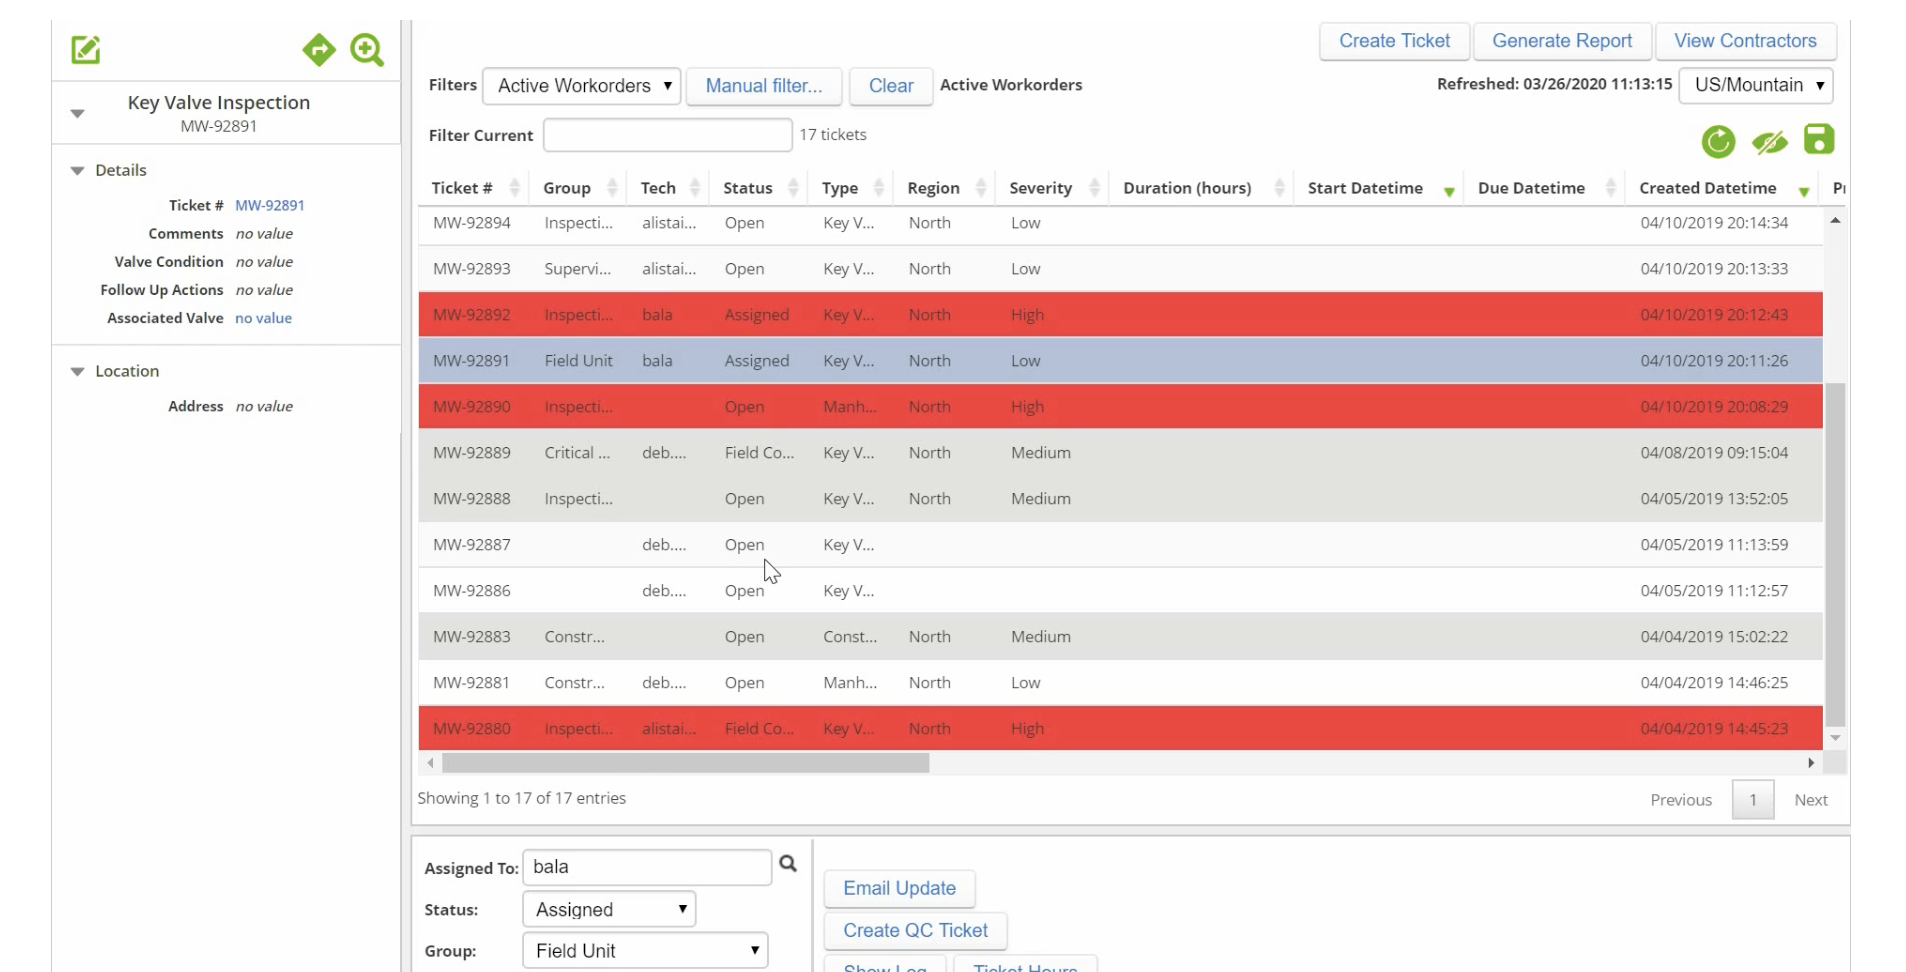 Create Ticket Generate Report View Contractors
Filters Active Workorders Manual filter... Clear Active Workorders Refreshed: 03/26/2020 11:13:15 US/Mountain
Key Valve Inspection
MW-92891
Filter Current 17 tickets
Details
Ticket # MW-92891
Comments no value
Valve Condition no value
Follow Up Actions no value
Associated Valve no value
Location
Address no value
Ticket # Group Tech Status Type Region Severity Duration (hours) Start Datetime Due Datetime Created Datetime
MW-92894 Inspecti... alistai... Open Key V... North Low 04/10/2019 20:14:34
MW-92893 Supervi... alistai... Open Key V... North Low 04/10/2019 20:13:33
MW-92892 Inspecti... bala Assigned Key V... North High 04/10/2019 20:12:43
MW-92891 Field Unit bala Assigned Key V... North Low 04/10/2019 20:11:26
MW-92890 Inspecti... Open Manh... North High 04/10/2019 20:08:29
MW-92889 Critical ... deb.... Field Co... Key V... North Medium 04/08/2019 09:15:04
MW-92888 Inspecti... Open Key V... North Medium 04/05/2019 13:52:05
MW-92887 deb.... Open Key V... 04/05/2019 11:13:59
MW-92886 deb.... Open Key V... 04/05/2019 11:12:57
MW-92883 Constr... Open Const... North Medium 04/04/2019 15:02:22
MW-92881 Constr... deb.... Open Manh... North Low 04/04/2019 14:46:25
MW-92880 Inspecti... alistai... Field Co... Key V... North High 04/04/2019 14:45:23
Showing 1 to 17 of 17 entries Previous 1 Next
Assigned To: bala
Status: Assigned
Group: Field Unit
Email Update
Create QC Ticket
Show Log Ticket Hours